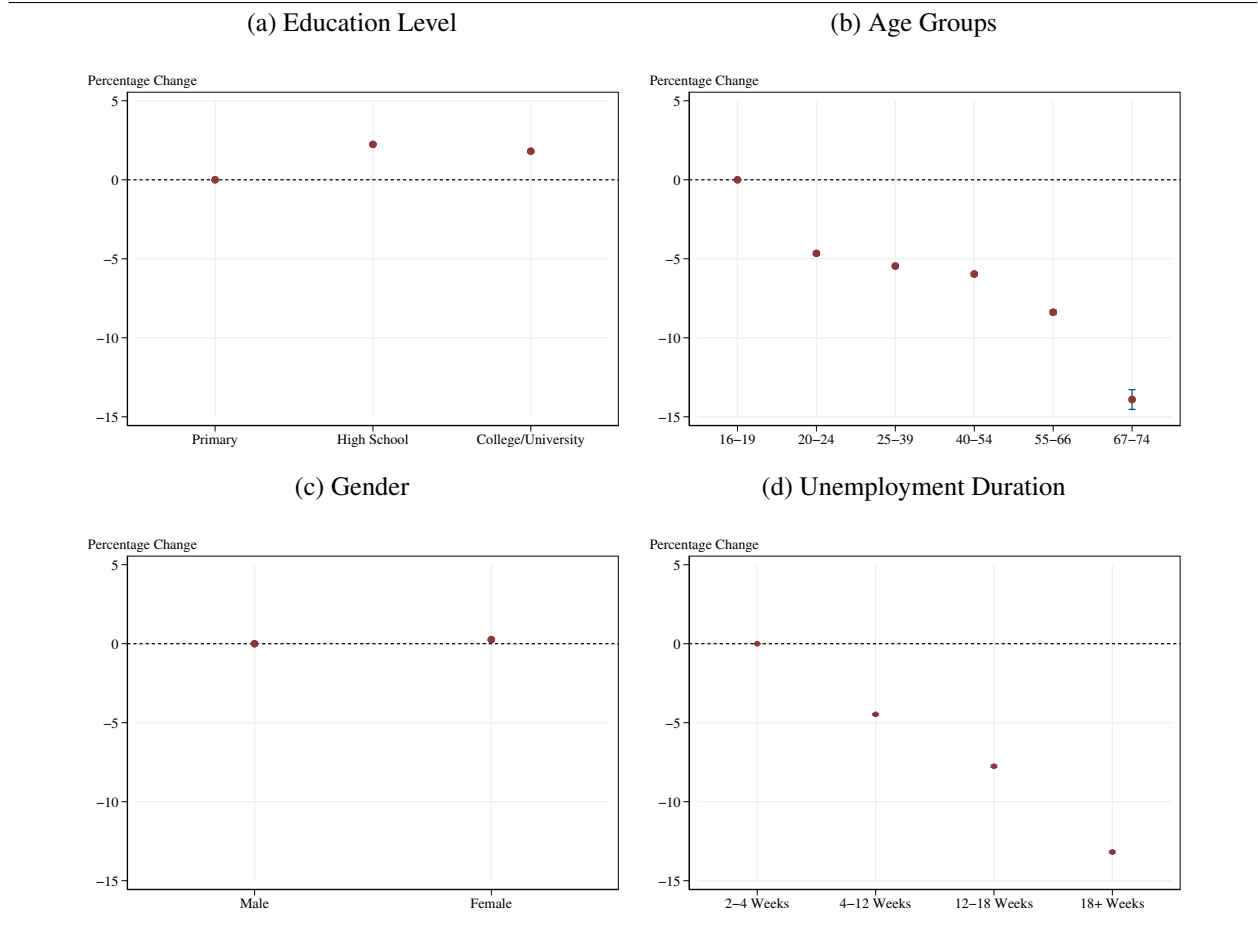 (a) Education Level
Percentage Change
5
0
−5
−10
−15
Primary High School College/University
(b) Age Groups
Percentage Change
5
0
−5
−10
−15
16−19 20−24 25−39 40−54 55−66 67−74
(c) Gender
Percentage Change
5
0
−5
−10
−15
Male Female
(d) Unemployment Duration
Percentage Change
5
0
−5
−10
−15
2−4 Weeks 4−12 Weeks 12−18 Weeks 18+ Weeks